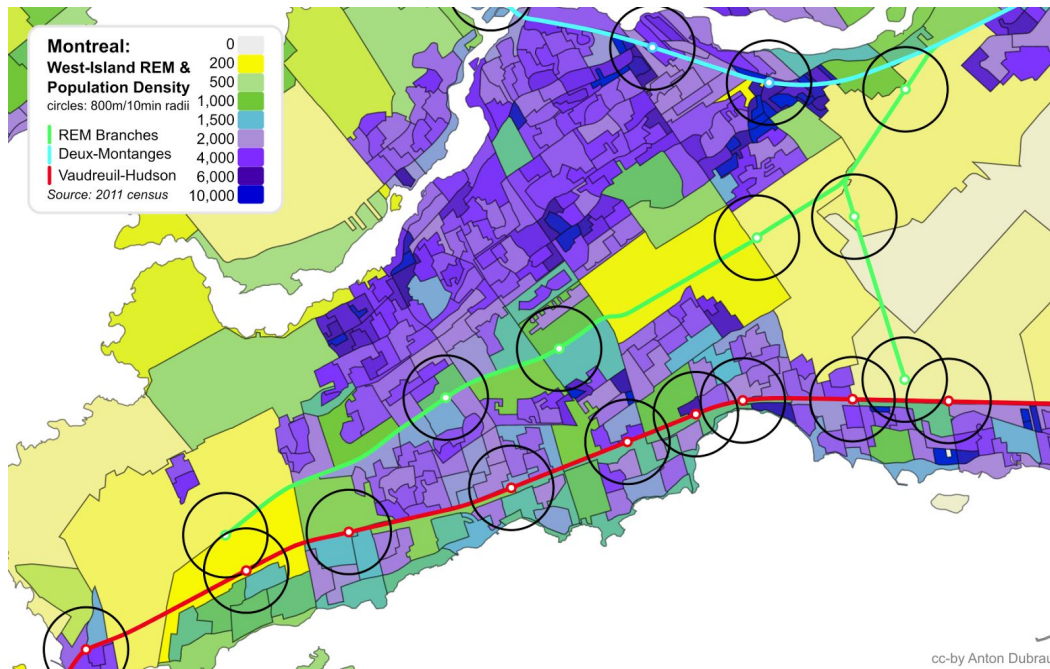 Montreal:
West-Island REM &
Population Density
circles: 800m/10min radii
REM Branches
Deux-Montanges
Vaudreuil-Hudson
Source: 2011 census
0
200
500
1,000
1,500
2,000
4,000
6,000
10,000
cc-by Anton Dubrau